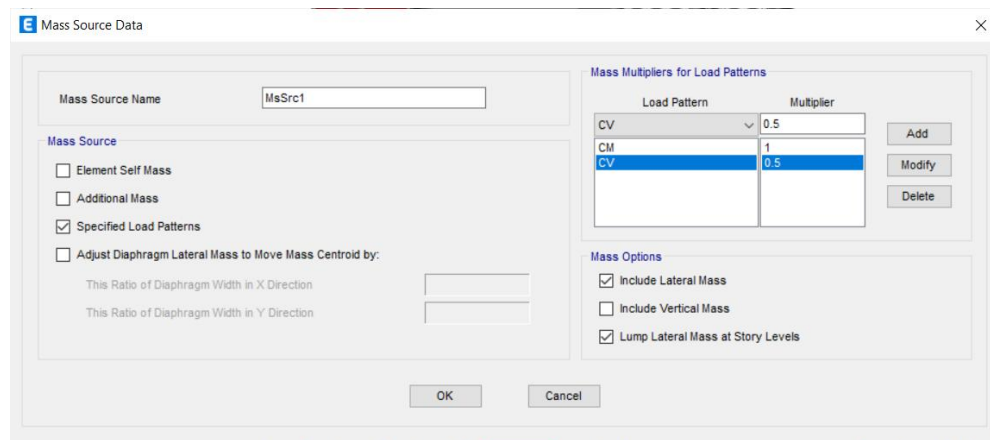 E Mass Source Data
Mass Source Name MsSrc1
Mass Source
Element Self Mass
Additional Mass
Specified Load Patterns
Adjust Diaphragm Lateral Mass to Move Mass Centroid by:
This Ratio of Diaphragm Width in X Direction
This Ratio of Diaphragm Width in Y Direction
Mass Multipliers for Load Patterns
Load Pattern Multiplier
CV 0.5 Add
CM 1
CV 0.5 Modify
Delete
Mass Options
Include Lateral Mass
Include Vertical Mass
Lump Lateral Mass at Story Levels
OK Cancel